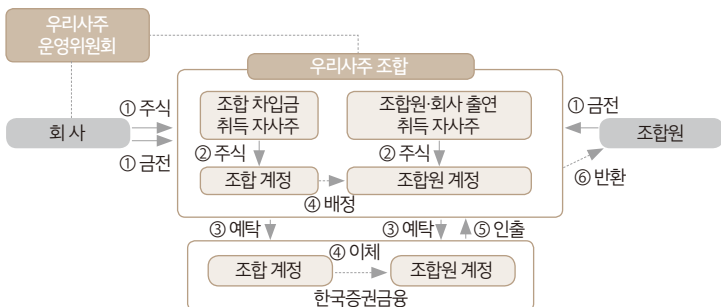 우리사주
운영위원회
우리사주 조합
회 사
① 주식
① 금전
조합 차입금
취득 자사주
조합원·회사 출연
취득 자사주
① 금전
조합원
② 주식
② 주식
조합 계정
④ 배정
조합원 계정
⑥ 반환
③ 예탁
③ 예탁
⑤ 인출
조합 계정
④ 이체
조합원 계정
한국증권금융